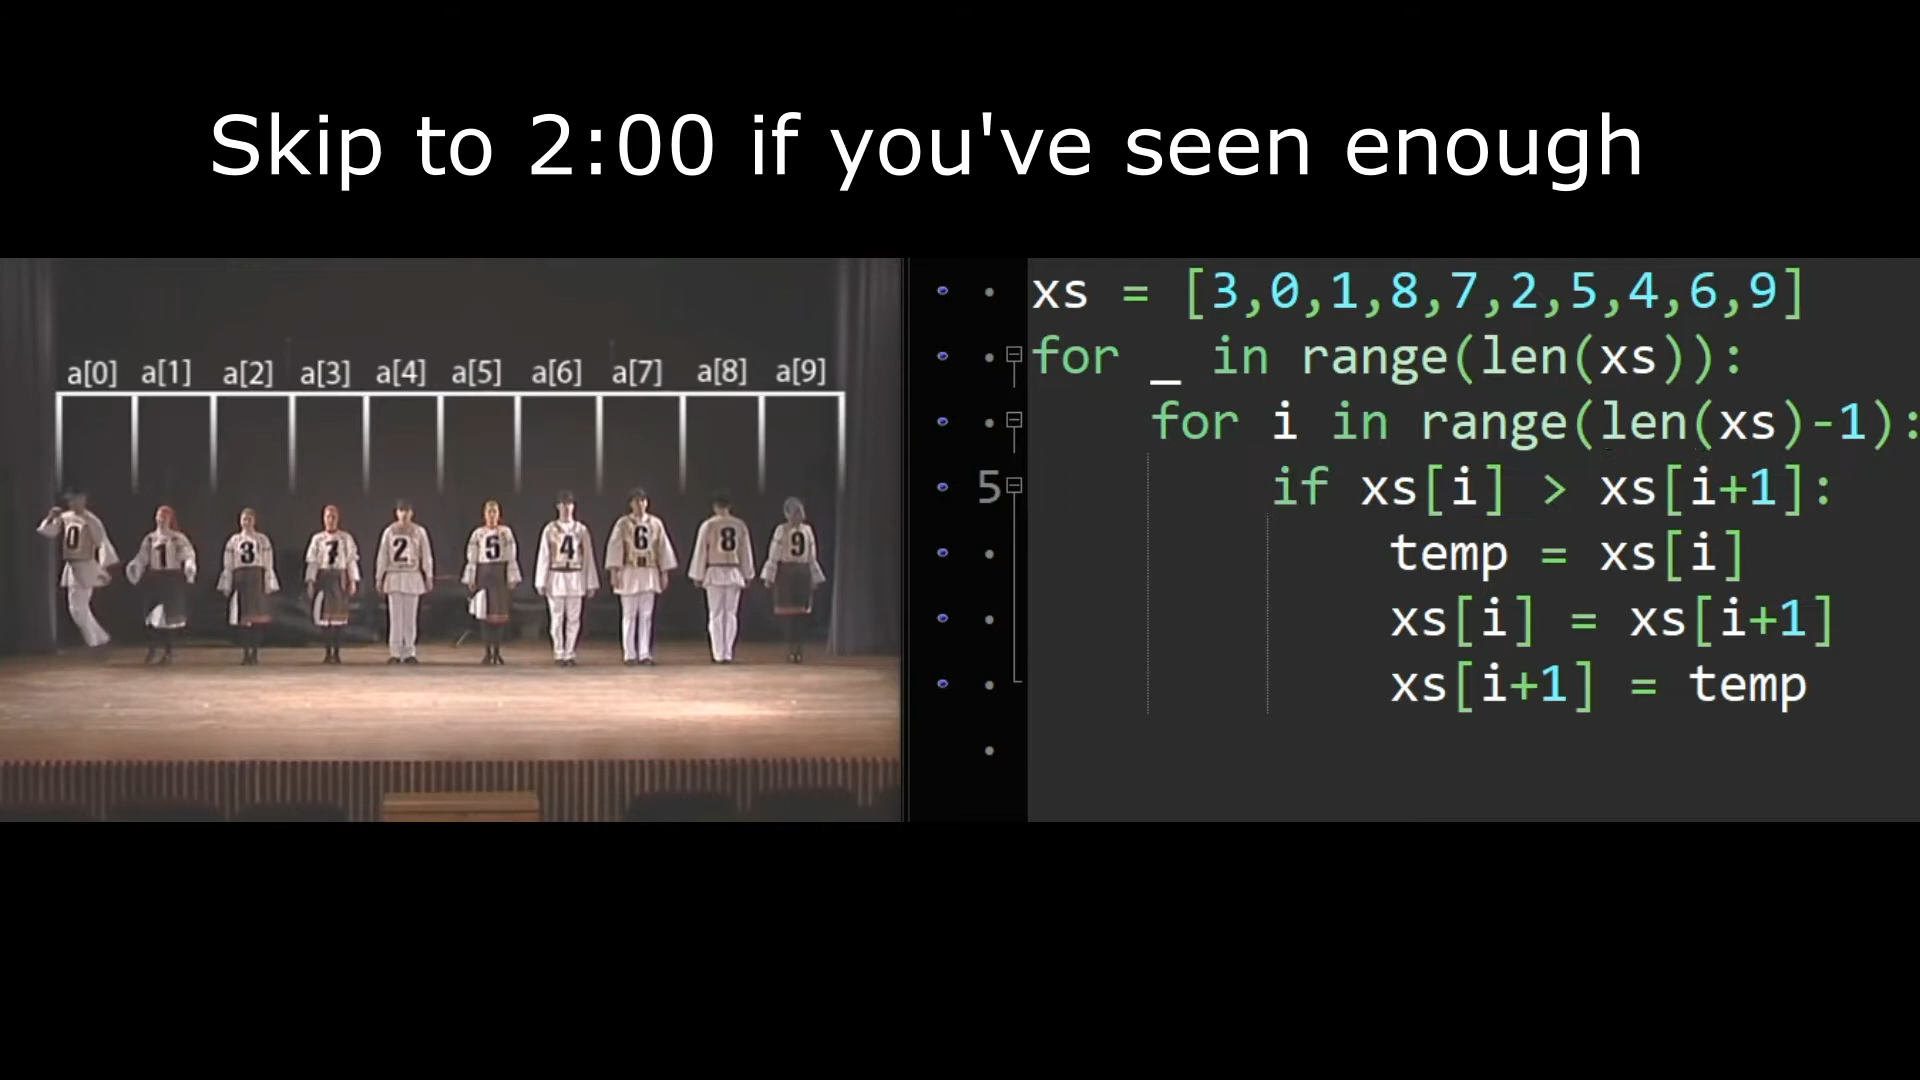 Skip to 2:00 if you've seen enough
a[0] a[1] a[2] a[3] a[4] a[5] a[6] a[7] a[8] a[9]
0 1 3 7 2 5 4 6 8 9
xs = [3,0,1,8,7,2,5,4,6,9]
for _ in range(len(xs)):
for i in range(len(xs)-1):
5 if xs[i] > xs[i+1]:
temp = xs[i]
xs[i] = xs[i+1]
xs[i+1] = temp